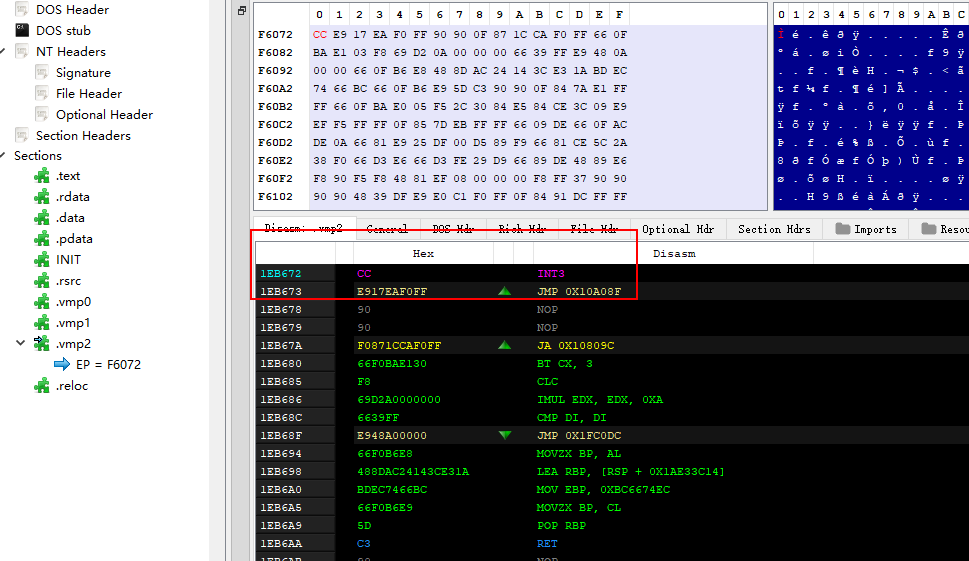 DOS Header
DOS stub
NT Headers
Signature
File Header
Optional Header
Section Headers
Sections
.text
.rdata
.data
.pdata
INIT
.rsrc
.vmp0
.vmp1
.vmp2
EP = F6072
.reloc
0 1 2 3 4 5 6 7 8 9 A B C D E F
F6072 CC E9 17 EA F0 FF 90 90 0F 87 1C CA F0 FF 66 0F
F6082 BA E1 03 F8 69 D2 0A 00 00 00 66 39 FF E9 48 0A
F6092 00 00 66 0F B6 E8 48 8D AC 24 14 3C E3 1A BD EC
F60A2 74 66 BC 66 0F B6 E9 5D C3 90 90 0F 84 7A E1 FF
F60B2 FF 66 0F BA E0 05 F5 2C 30 84 E5 84 CE 3C 09 E9
F60C2 EF F5 FF FF 0F 85 7D EB FF FF 66 09 DE 66 0F AC
F60D2 DE 0A 66 81 E9 25 DF 00 D5 89 F9 66 81 CE 5C 2A
F60E2 38 F0 66 D3 E6 66 D3 FE 29 D9 66 89 DE 48 89 E6
F60F2 F8 90 F5 F8 48 81 EF 08 00 00 00 F8 FF 37 90 90
F6102 90 90 48 39 DF E9 E0 C1 F0 FF 0F 84 91 DC FF FF
0 1 2 3 4 5 6 7 8 9 A B C
Disasm: .vmp2
General
DOS Hdr
Rich Hdr
File Hdr
Optional Hdr
Section Hdrs
Imports
Resou
Hex
Disasm
1EB672 CC INT3
1EB673 E917EAF0FF JMP 0X10A08F
1EB678 90 NOP
1EB679 90 NOP
1EB67A F0871CCAF0FF JA 0X10809C
1EB680 66F0BAE130 BT CX, 3
1EB685 F8 CLC
1EB686 69D2A0000000 IMUL EDX, EDX, 0XA
1EB68C 6639FF CMP DI, DI
1EB68F E948A00000 JMP 0X1FC0DC
1EB694 66F0B6E8 MOVZX BP, AL
1EB698 488DAC24143CE31A LEA RBP, [RSP + 0X1AE33C14]
1EB6A0 BDEC7466BC MOV EBP, 0XBC6674EC
1EB6A5 66F0B6E9 MOVZX BP, CL
1EB6A9 5D POP RBP
1EB6AA C3 RET